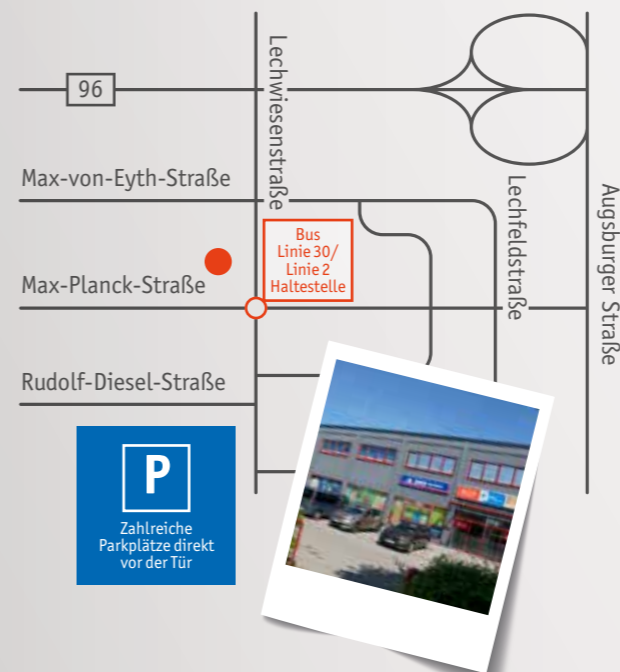 96
Lechwiesenstraße
Max-von-Eyth-Straße
Lechfeldstraße
Augsburger Straße
Bus
Linie 30/
Linie 2
Haltestelle
Max-Planck-Straße
Rudolf-Diesel-Straße
P
Zahlreiche
Parkplätze direkt
vor der Tür